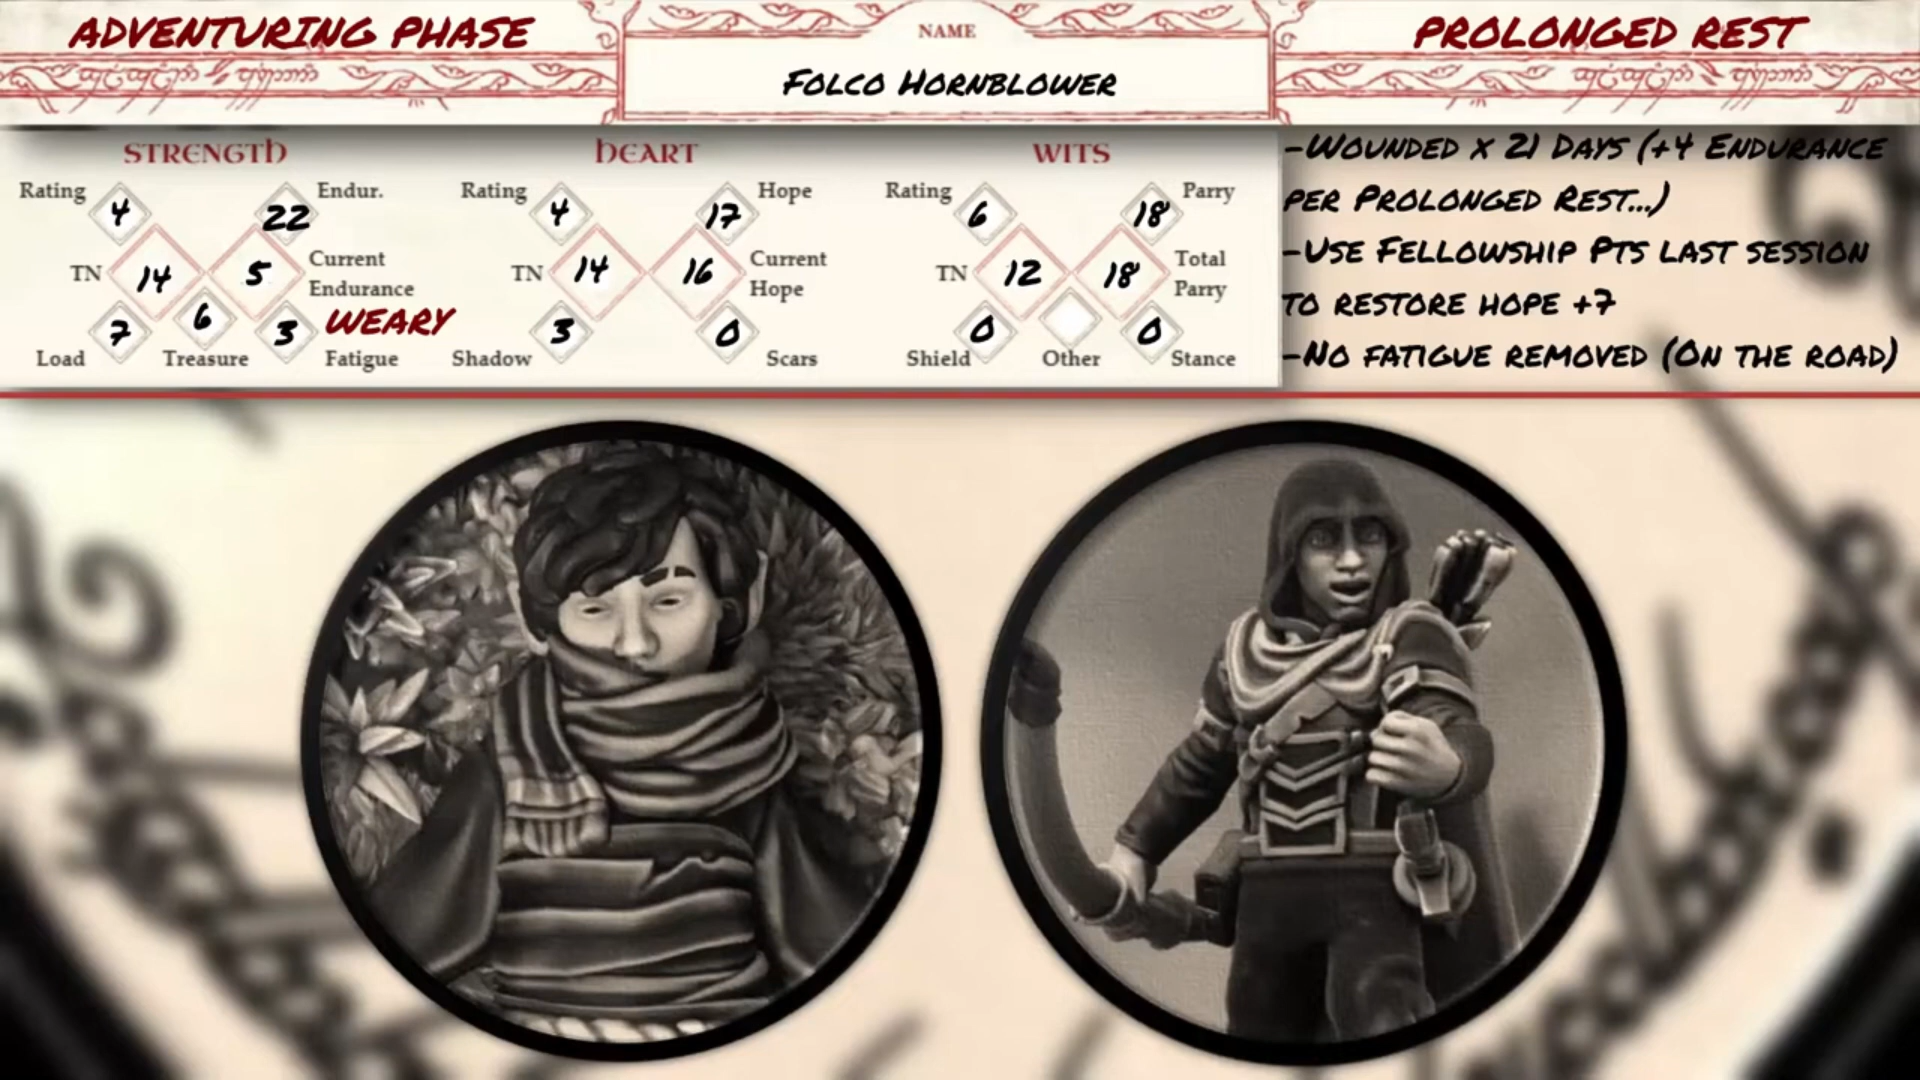 ADVENTURING PHASE
NAME
FOLCO HORNBLOWER
PROLONGED REST
STRENGTH
Rating 4
22 Endur.
TN 14
5 Current Endurance
7 Load
6 Treasure
3 Fatigue
WEARY
HEART
Rating 4
17 Hope
TN 14
16 Current Hope
3 Shadow
0 Scars
WITS
Rating 6
18 Parry
TN 12
18 Total Parry
0 Shield
Other
0 Stance
-WOUNDED X 21 DAYS (+4 ENDURANCE
PER PROLONGED REST...)
-USE FELLOWSHIP PTS LAST SESSION
TO RESTORE HOPE +7
-NO FATIGUE REMOVED (ON THE ROAD)